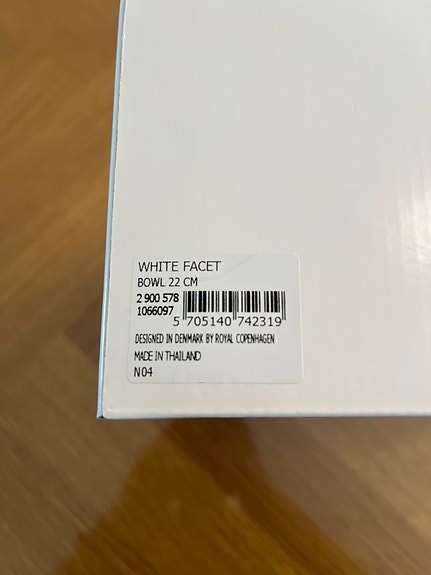 WHITE FACET
BOWL 22 CM
2 900 578
1066097
5 705140 742319
DESIGNED IN DENMARK BY ROYAL COPENHAGEN
MADE IN THAILAND
N 04